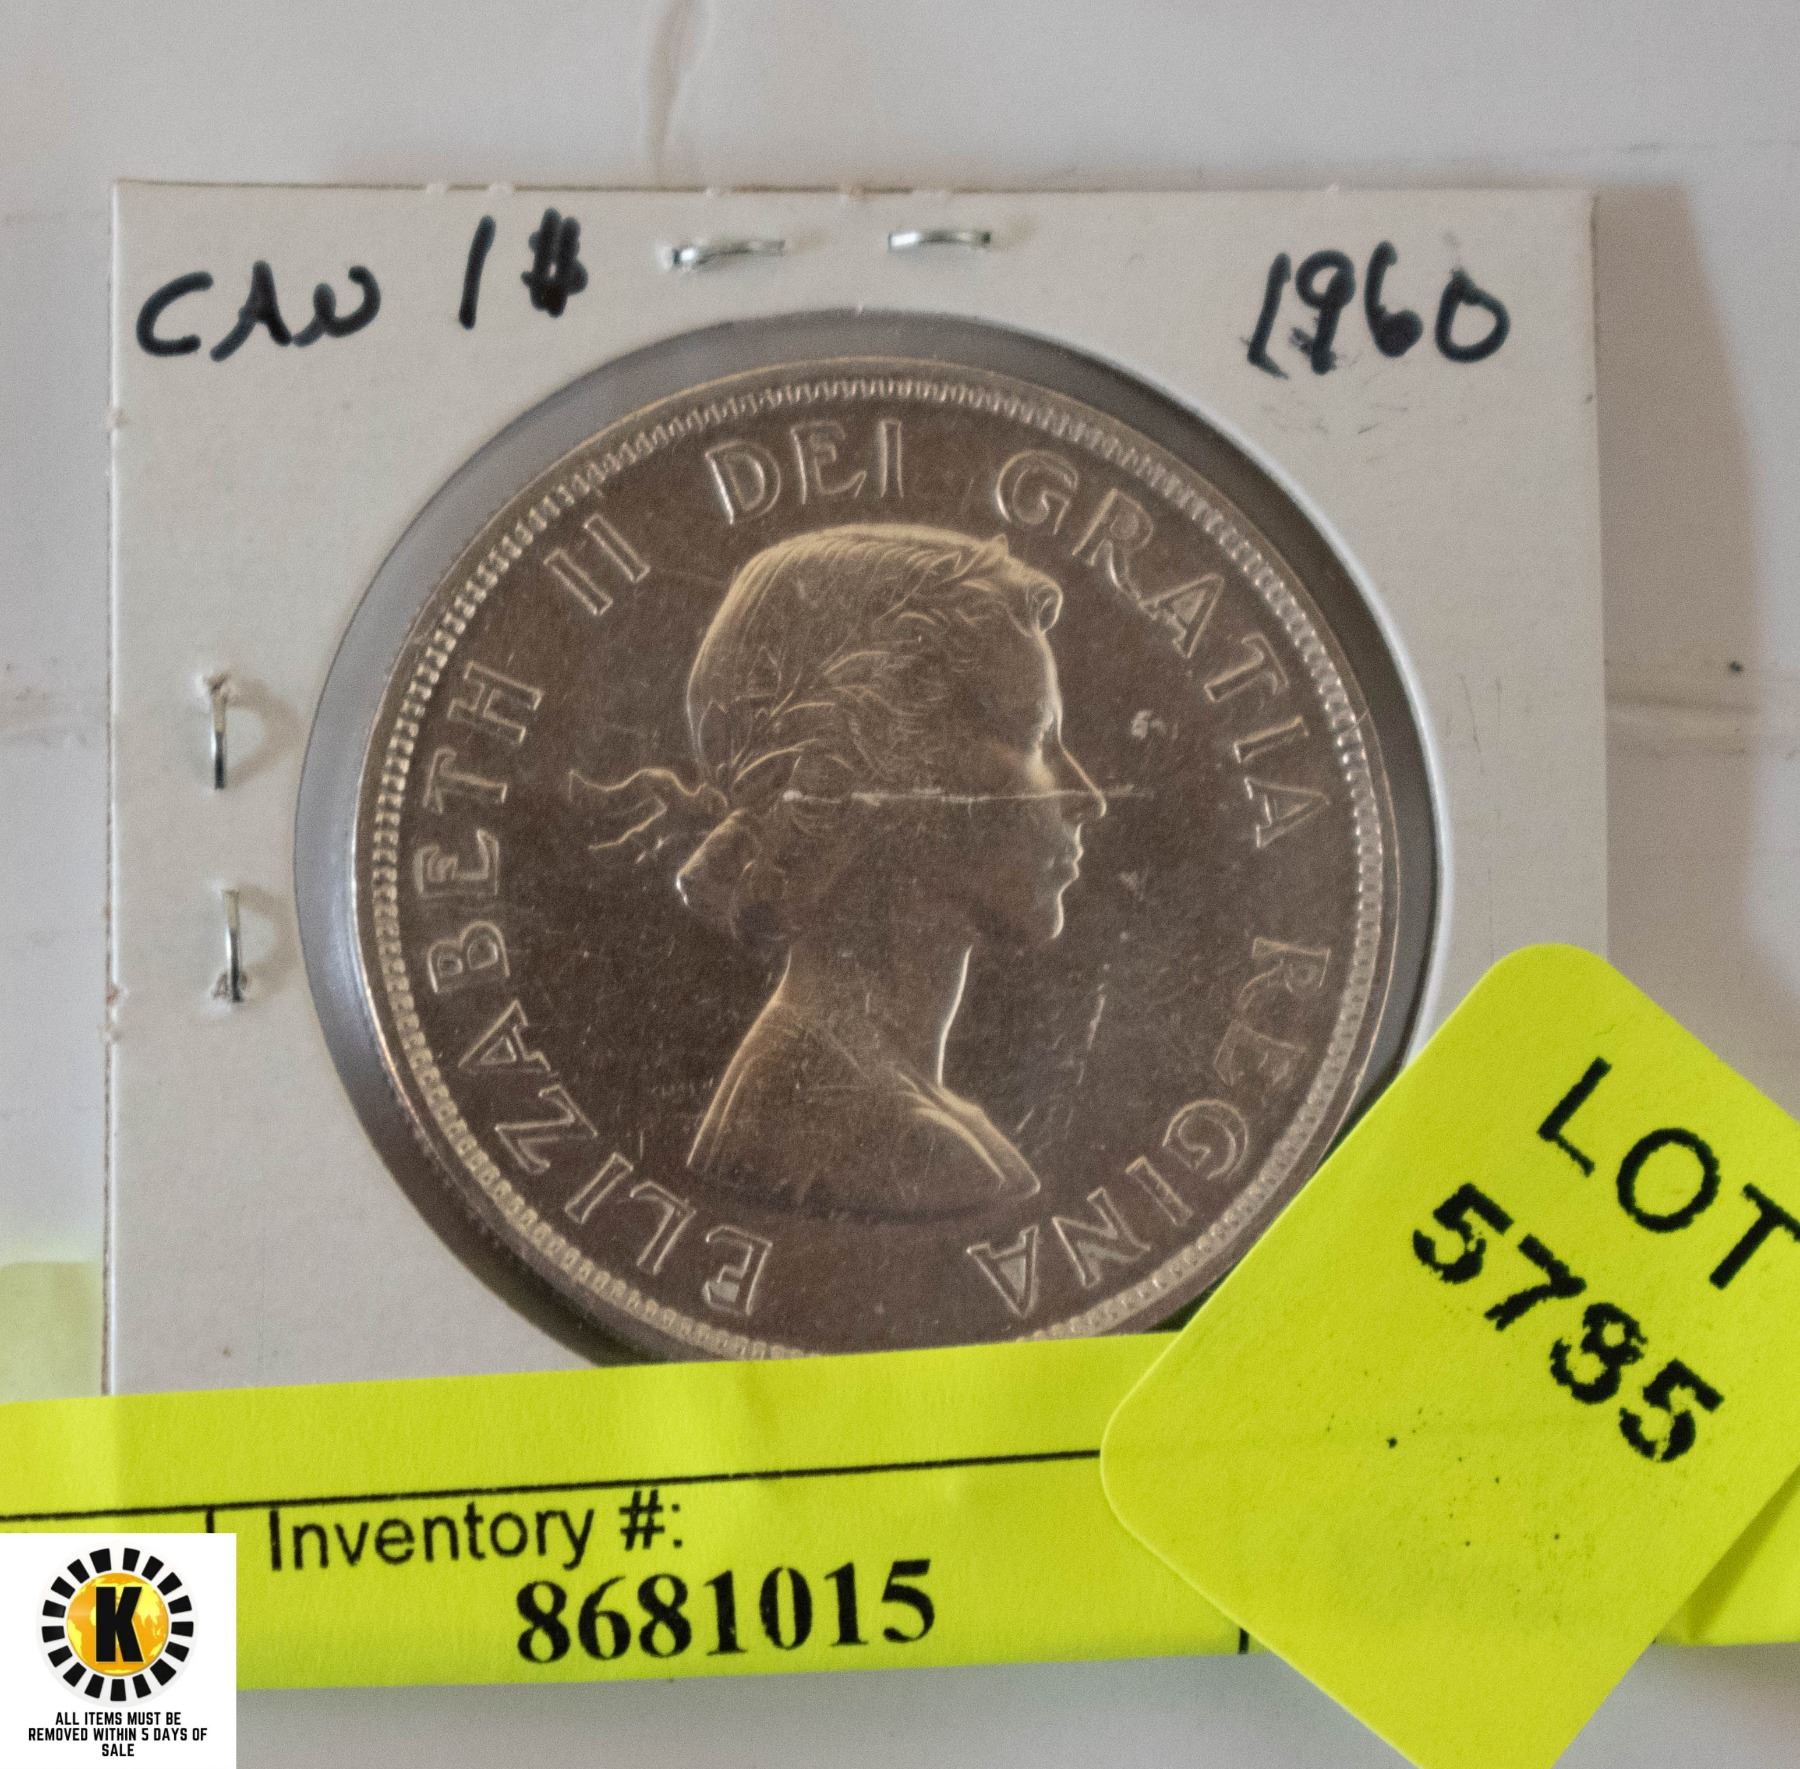 CAN 1$ 1960
ELIZABETH II DEI GRATIA REGINA
LOT
5785
Inventory #:
8681015
K
ALL ITEMS MUST BE
REMOVED WITHIN 5 DAYS OF
SALE